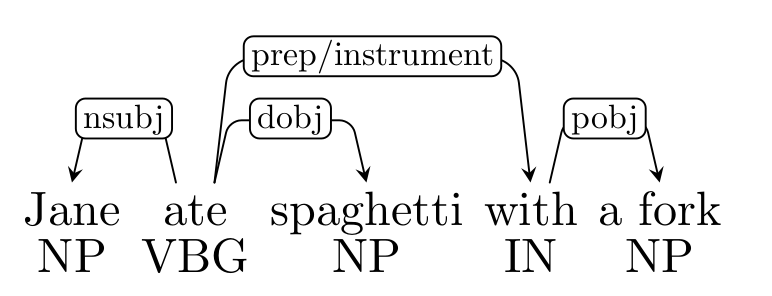 prep/instrument
nsubj dobj pobj
Jane ate spaghetti with a fork
NP VBG NP IN NP